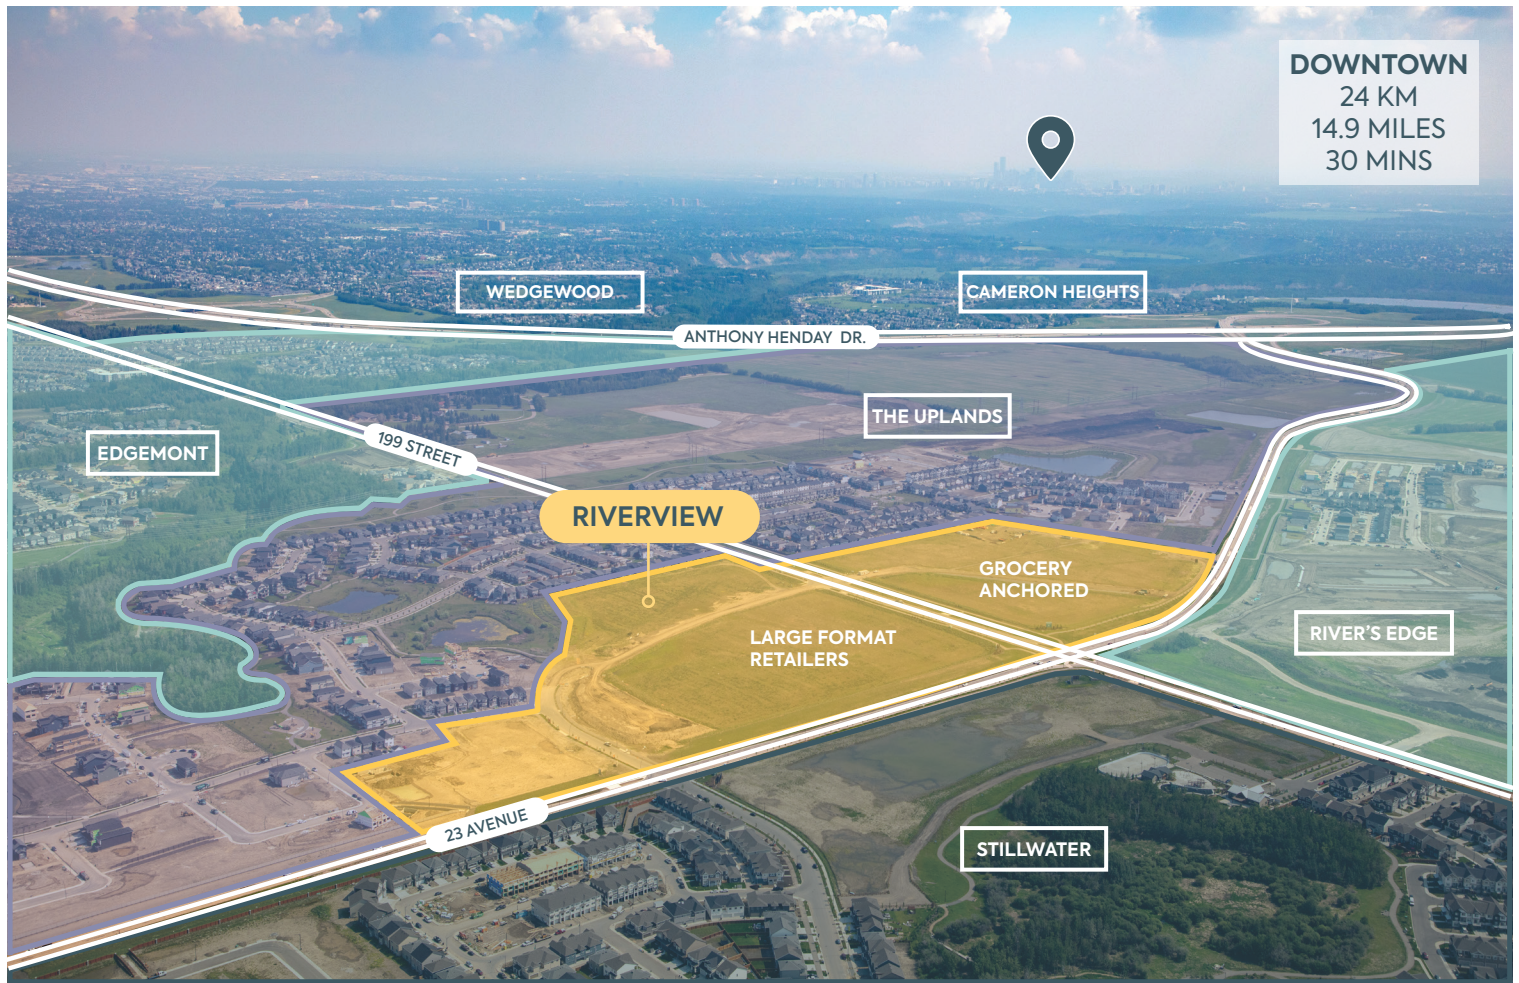 DOWNTOWN
24 KM
14.9 MILES
30 MINS
WEDGEWOOD
CAMERON HEIGHTS
ANTHONY HENDAY DR.
THE UPLANDS
199 STREET
EDGEMONT
RIVERVIEW
GROCERY
ANCHORED
LARGE FORMAT
RETAILERS
RIVER'S EDGE
23 AVENUE
STILLWATER